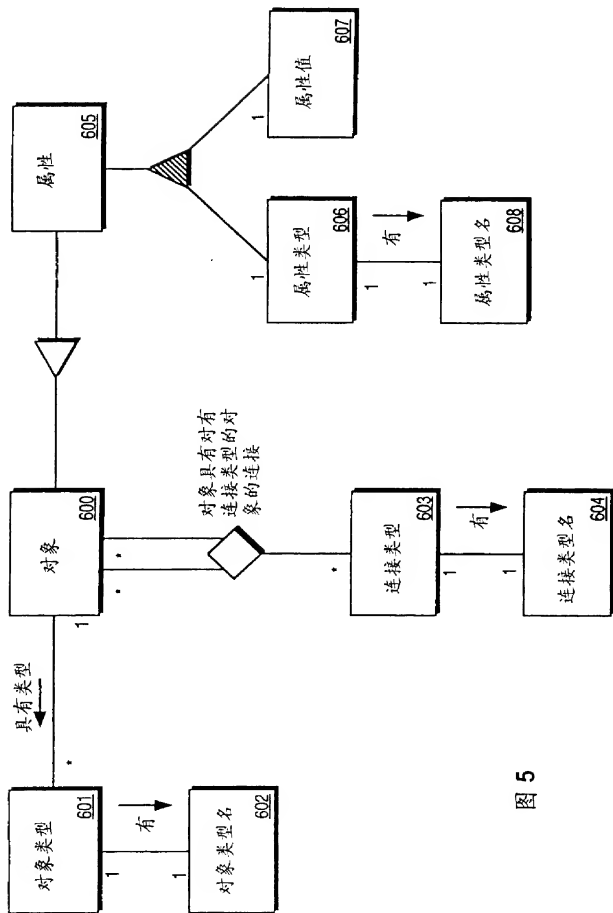 属性
605
属性值
607
1
属性类型
606
1
有
1
1
属性类型名
608
对象
600
1
*
*
对象具有对有
连接类型的对
象的连接
*
连接类型
603
1
有
1
连接类型名
604
具有类型
*
对象类型
601
1
有
1
对象类型名
602
图 5